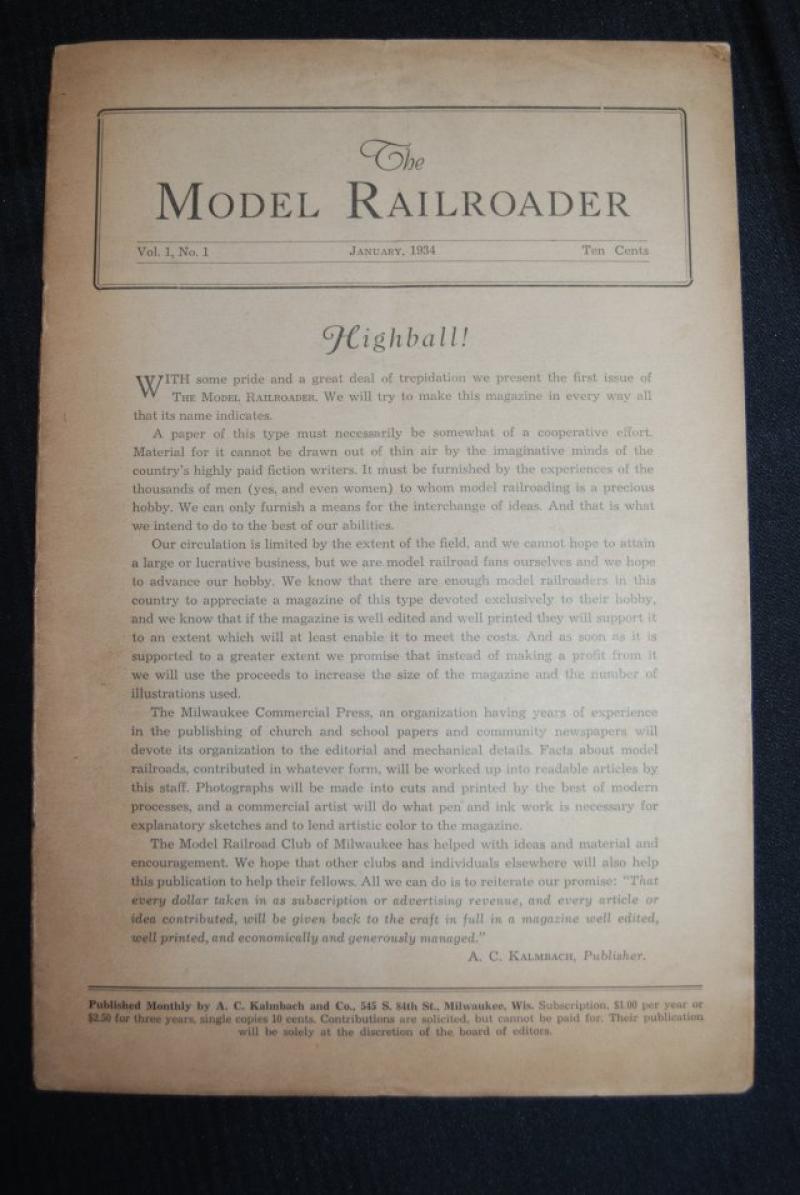 The
MODEL RAILROADER
Vol. 1, No. 1 JANUARY, 1934 Ten Cents
Highball!
WITH some pride and a great deal of trepidation we present the first issue of
THE MODEL RAILROADER. We will try to make this magazine in every way all
that its name indicates.
A paper of this type must necessarily be somewhat of a cooperative effort.
Material for it cannot be drawn out of thin air by the imaginative minds of the
country's highly paid fiction writers. It must be furnished by the experiences of the
thousands of men (yes, and even women) to whom model railroading is a precious
hobby. We can only furnish a means for the interchange of ideas. And that is what
we intend to do to the best of our abilities.
Our circulation is limited by the extent of the field, and we cannot hope to attain
a large or lucrative business, but we are model railroad fans ourselves and we hope
to advance our hobby. We know that there are enough model railroaders in this
country to appreciate a magazine of this type devoted exclusively to their hobby,
and we know that if the magazine is well edited and well printed they will support it
to an extent which will at least enable it to meet the costs. And as soon as it is
supported to a greater extent we promise that instead of making a profit from it
we will use the proceeds to increase the size of the magazine and the number of
illustrations used.
The Milwaukee Commercial Press, an organization having years of experience
in the publishing of church and school papers and community newspapers will
devote its organization to the editorial and mechanical details. Facts about model
railroads, contributed in whatever form, will be worked up into readable articles by
this staff. Photographs will be made into cuts and printed by the best of modern
processes, and a commercial artist will do what pen and ink work is necessary for
explanatory sketches and to lend artistic color to the magazine.
The Model Railroad Club of Milwaukee has helped with ideas and material and
encouragement. We hope that other clubs and individuals elsewhere will also help
this publication to help their fellows. All we can do is to reiterate our promise: "That
every dollar taken in as subscription or advertising revenue, and every article or
idea contributed, will be given back to the craft in full in a magazine well edited,
well printed, and economically and generously managed."
A. C. KALMBACH, Publisher.
Published Monthly by A. C. Kalmbach and Co., 545 S. 84th St., Milwaukee, Wis. Subscription, $1.00 per year or
$2.50 for three years, single copies 10 cents. Contributions are solicited, but cannot be paid for. Their publication
will be solely at the discretion of the board of editors.